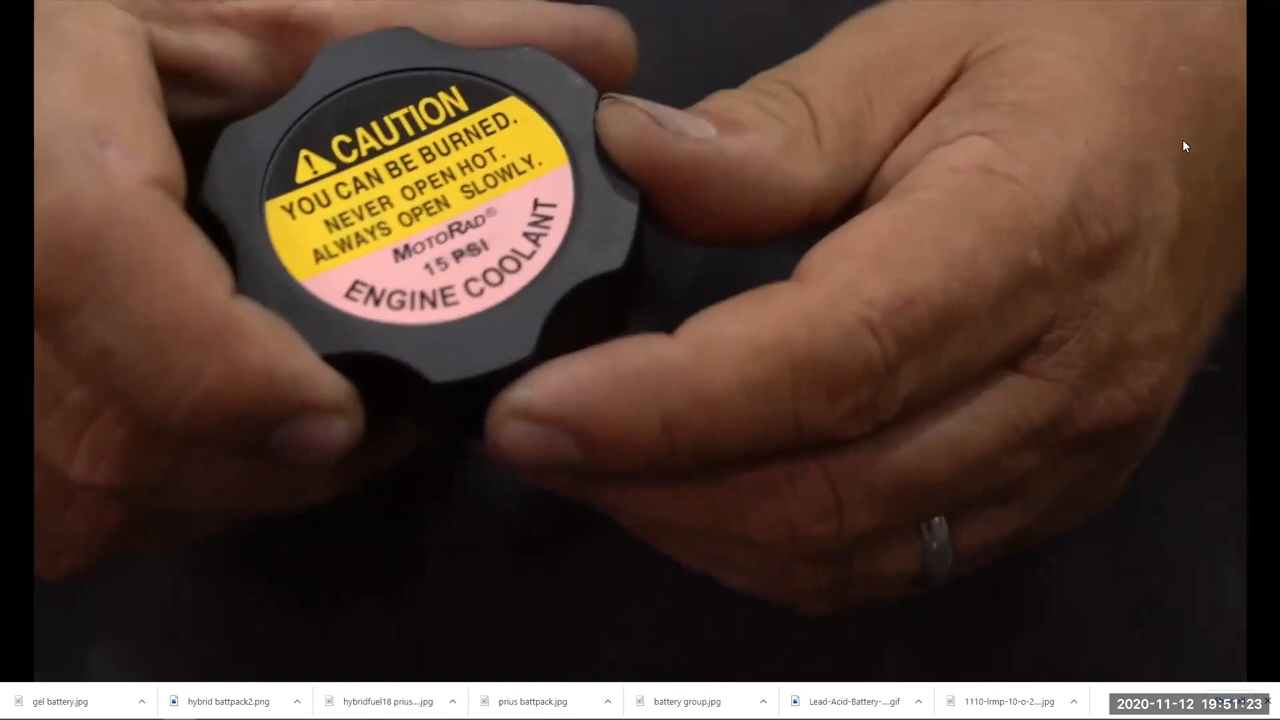 CAUTION
YOU CAN BE BURNED.
NEVER OPEN HOT.
ALWAYS OPEN SLOWLY.
MOTORAD®
15 PSI
ENGINE COOLANT
gel battery.jpg
hybrid battpack2.png
hybridfuel18 prius....jpg
prius battpack.jpg
battery group.jpg
Lead-Acid-Battery-....gif
1110-lrmp-10-o-2....jpg
2020-11-12 19:51:23